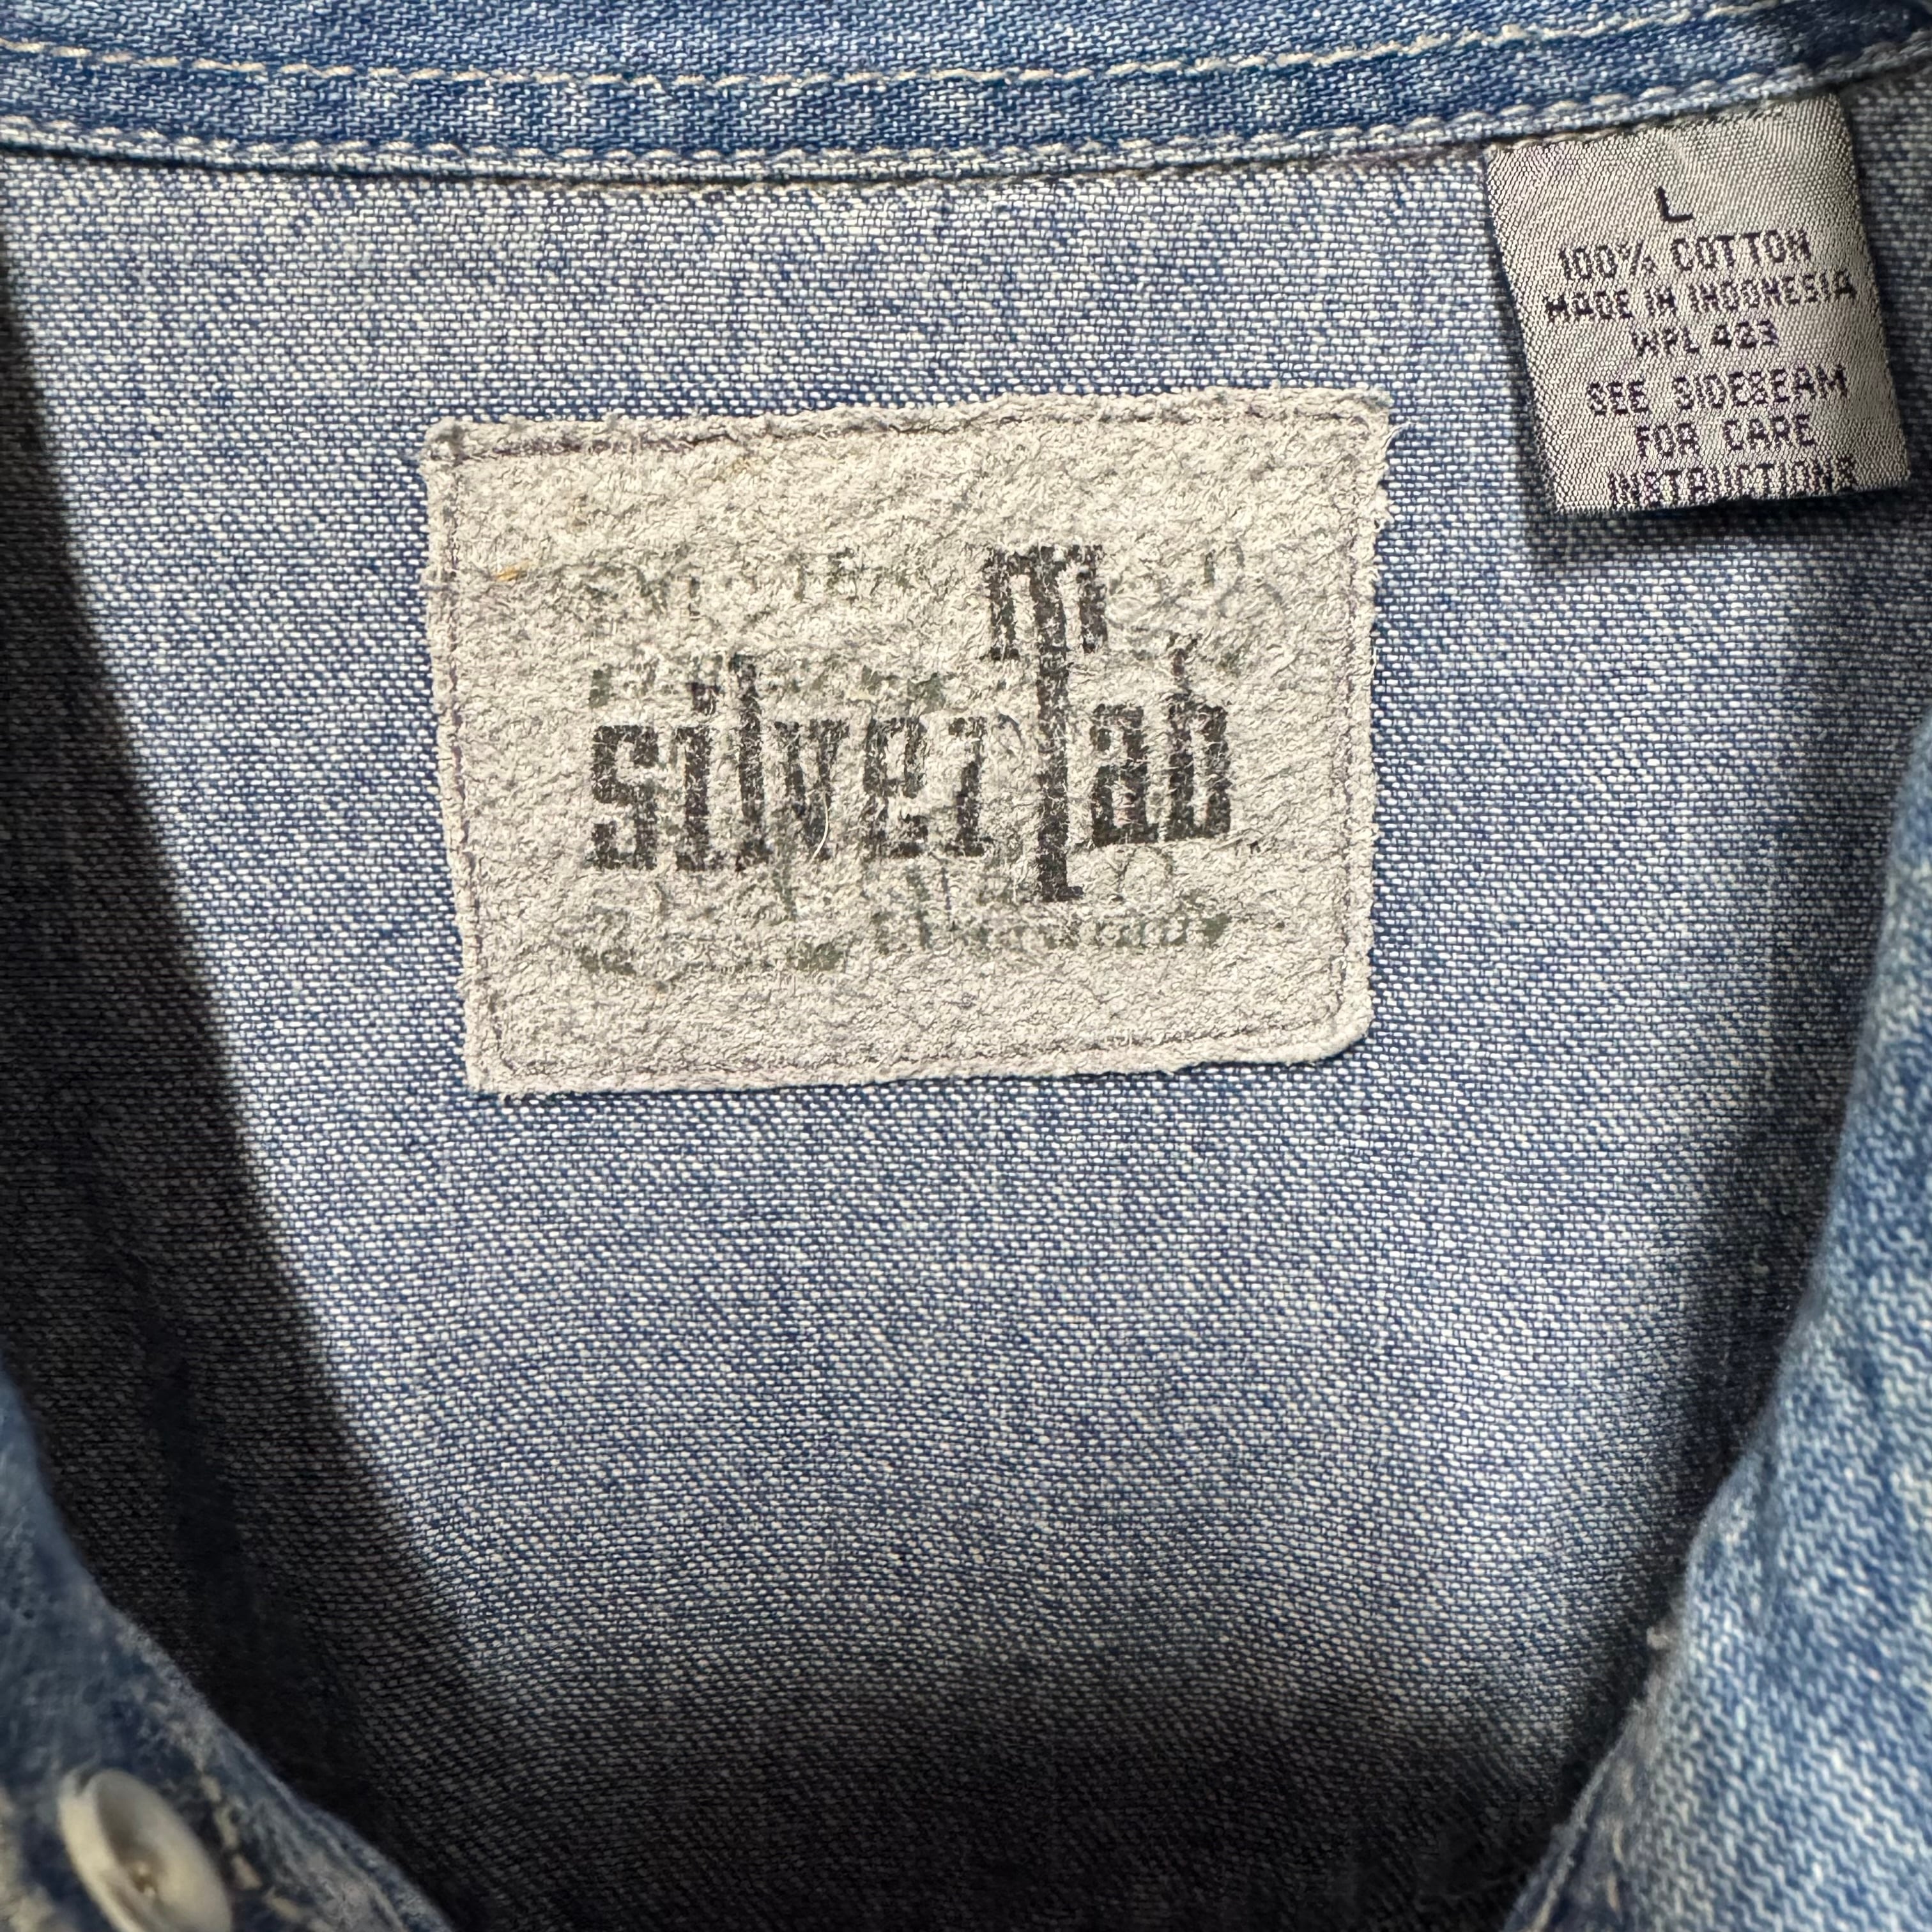 silverTab
L
100% COTTON
MADE IN INDONESIA
WPL 423
SEE SIDESEAM
FOR CARE
INSTRUCTIONS